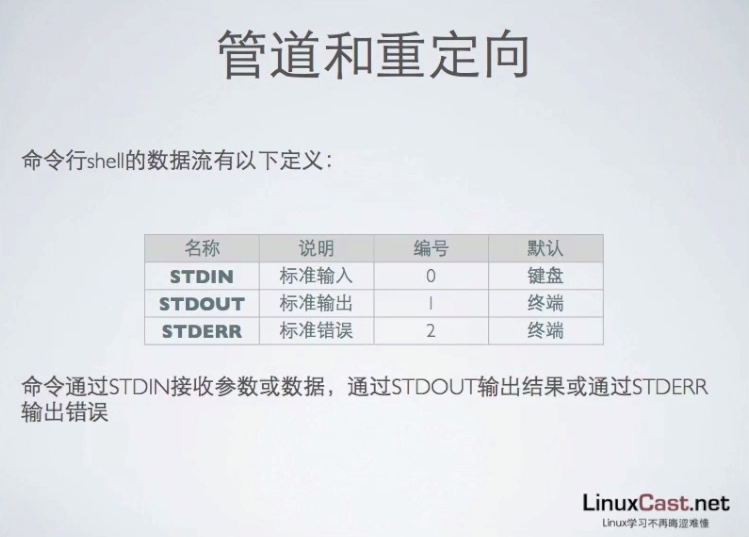 管道和重定向
命令行shell的数据流有以下定义：
名称 说明 编号 默认
STDIN 标准输入 0 键盘
STDOUT 标准输出 1 终端
STDERR 标准错误 2 终端
命令通过STDIN接收参数或数据，通过STDOUT输出结果或通过STDERR
输出错误
LinuxCast.net
Linux学习不再晦涩难懂